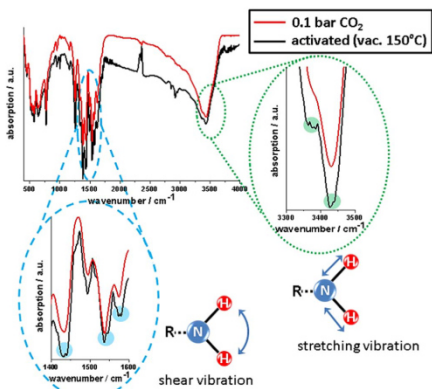 0.1 bar CO₂
activated (vac. 150°C)
absorption / a.u.
400 1000 1500 2000 2500 3000 3500 4000
wavenumber / cm⁻¹
absorption / a.u.
3300 3400 3500
wavenumber / cm⁻¹
absorption / a.u.
1400 1500 1600
wavenumber / cm⁻¹
R N H H
shear vibration
R N H H
stretching vibration